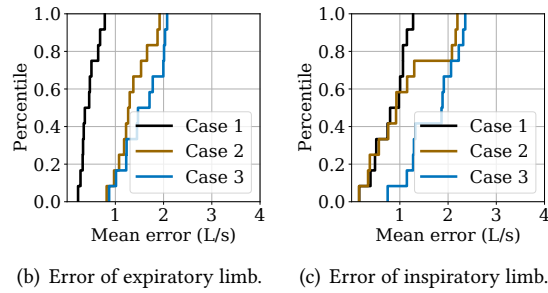 1.0
0.8
0.6
0.4
0.2
0.0
Percentile
Case 1
Case 2
Case 3
1 2 3 4
Mean error (L/s)
(b) Error of expiratory limb.
1.0
0.8
0.6
0.4
0.2
0.0
Percentile
Case 1
Case 2
Case 3
1 2 3 4
Mean error (L/s)
(c) Error of inspiratory limb.